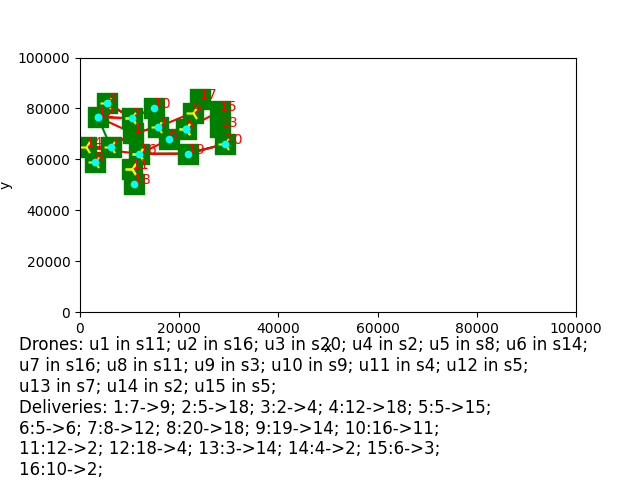 100000
80000
60000
40000
20000
0
y
0 20000 40000 60000 80000 100000
x
17
15
13
19
Drones: u1 in s11; u2 in s16; u3 in s20; u4 in s2; u5 in s8; u6 in s14;
u7 in s16; u8 in s11; u9 in s3; u10 in s9; u11 in s4; u12 in s5;
u13 in s7; u14 in s2; u15 in s5;
Deliveries: 1:7->9; 2:5->18; 3:2->4; 4:12->18; 5:5->15;
6:5->6; 7:8->12; 8:20->18; 9:19->14; 10:16->11;
11:12->2; 12:18->4; 13:3->14; 14:4->2; 15:6->3;
16:10->2;